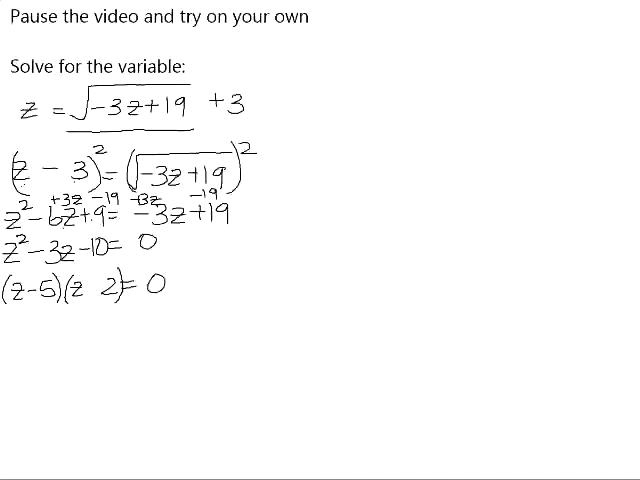 Pause the video and try on your own
Solve for the variable:
z = √-3z+19 +3
(z - 3)² = (√-3z+19)²
+3z -19 +3z -19
z² - 6z+9 = -3z+19
z² - 3z -10 = 0
(z-5)(z 2) = 0